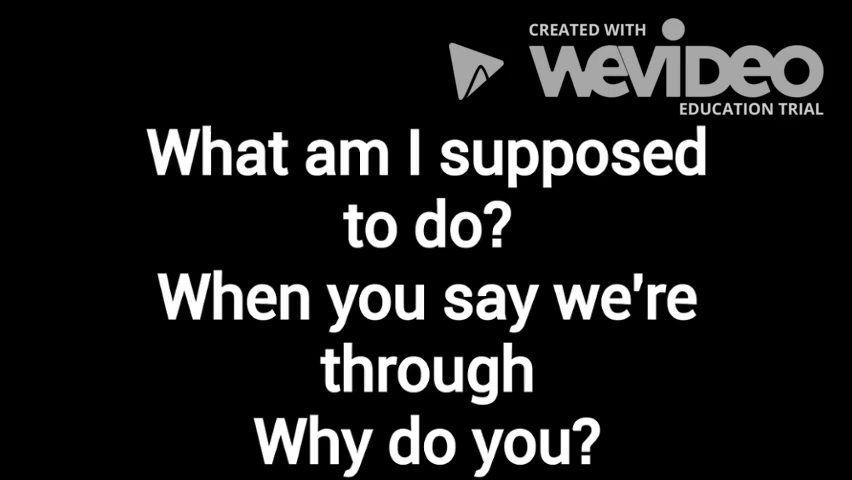 CREATED WITH
WEVIDEO
EDUCATION TRIAL
What am I supposed
to do?
When you say we're
through
Why do you?